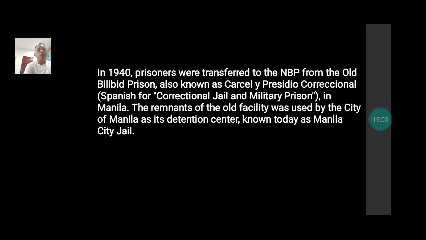 In 1940, prisoners were transferred to the NBP from the Old
Bilibid Prison, also known as Carcel y Presidio Correccional
(Spanish for "Correctional Jail and Military Prison"), in
Manila. The remnants of the old facility was used by the City
of Manila as its detention center, known today as Manila
City Jail.